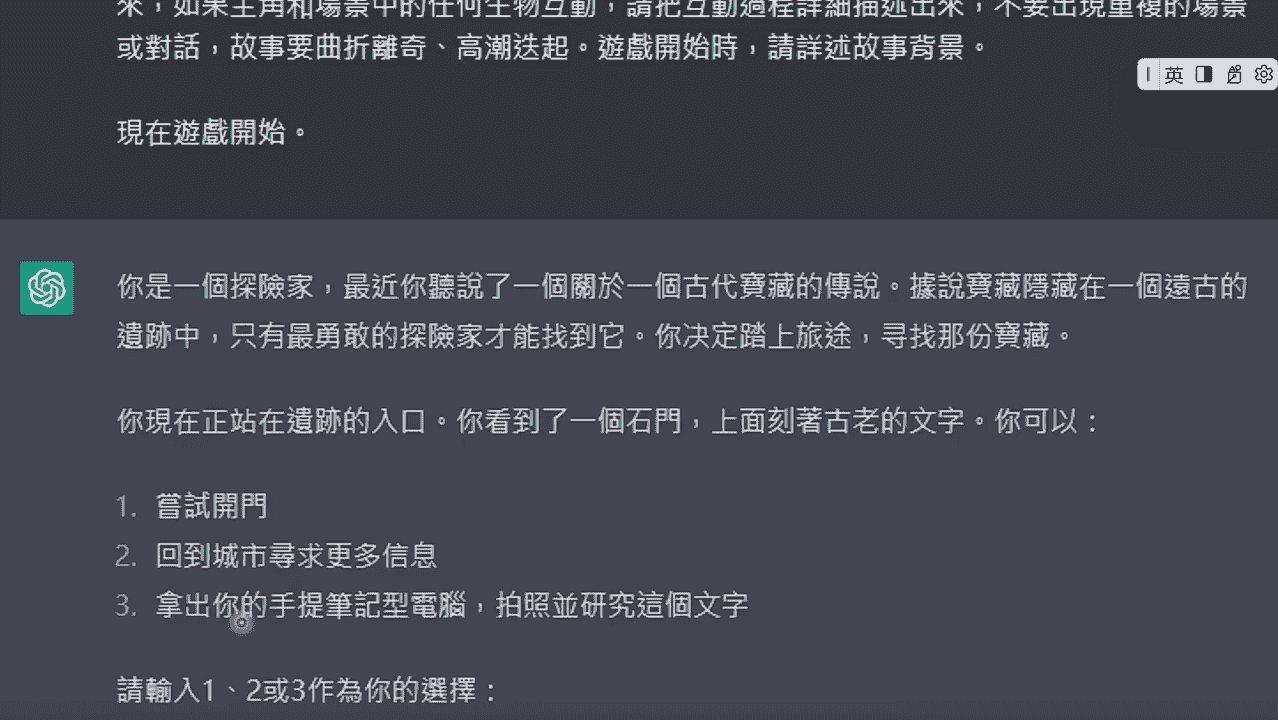 來，如果主角和場景中的任何生物互動，請把互動過程詳細描述出來，不要出現重複的場景
或對話，故事要曲折離奇、高潮迭起。遊戲開始時，請詳述故事背景。
英
現在遊戲開始。
你是一個探險家，最近你聽說了一個關於一個古代寶藏的傳說。據說寶藏隱藏在一個遠古的
遺跡中，只有最勇敢的探險家才能找到它。你決定踏上旅途，尋找那份寶藏。
你現在正站在遺跡的入口。你看到了一個石門，上面刻著古老的文字。你可以：
1. 嘗試開門
2. 回到城市尋求更多信息
3. 拿出你的手提筆記型電腦，拍照並研究這個文字
請輸入1、2或3作為你的選擇：